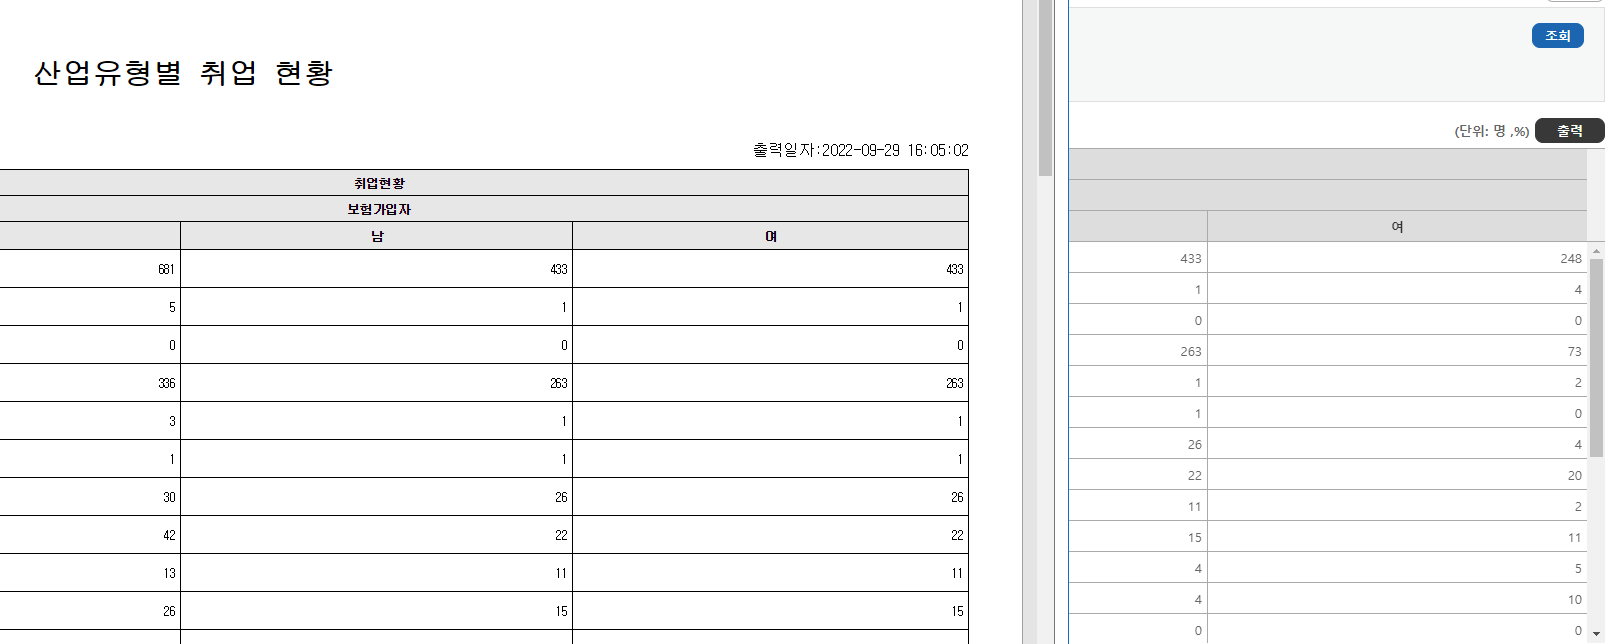 산업유형별 취업 현황
출력일자:2022-09-29 16:05:02
취업현황
보험가입자
남 여
681 433 433
5 1 1
0 0 0
336 263 263
3 1 1
1 1 1
30 26 26
42 22 22
13 11 11
26 15 15
조회
(단위: 명 ,%) 출력
여
433 248
1 4
0 0
263 73
1 2
1 0
26 4
22 20
11 2
15 11
4 5
4 10
0 0